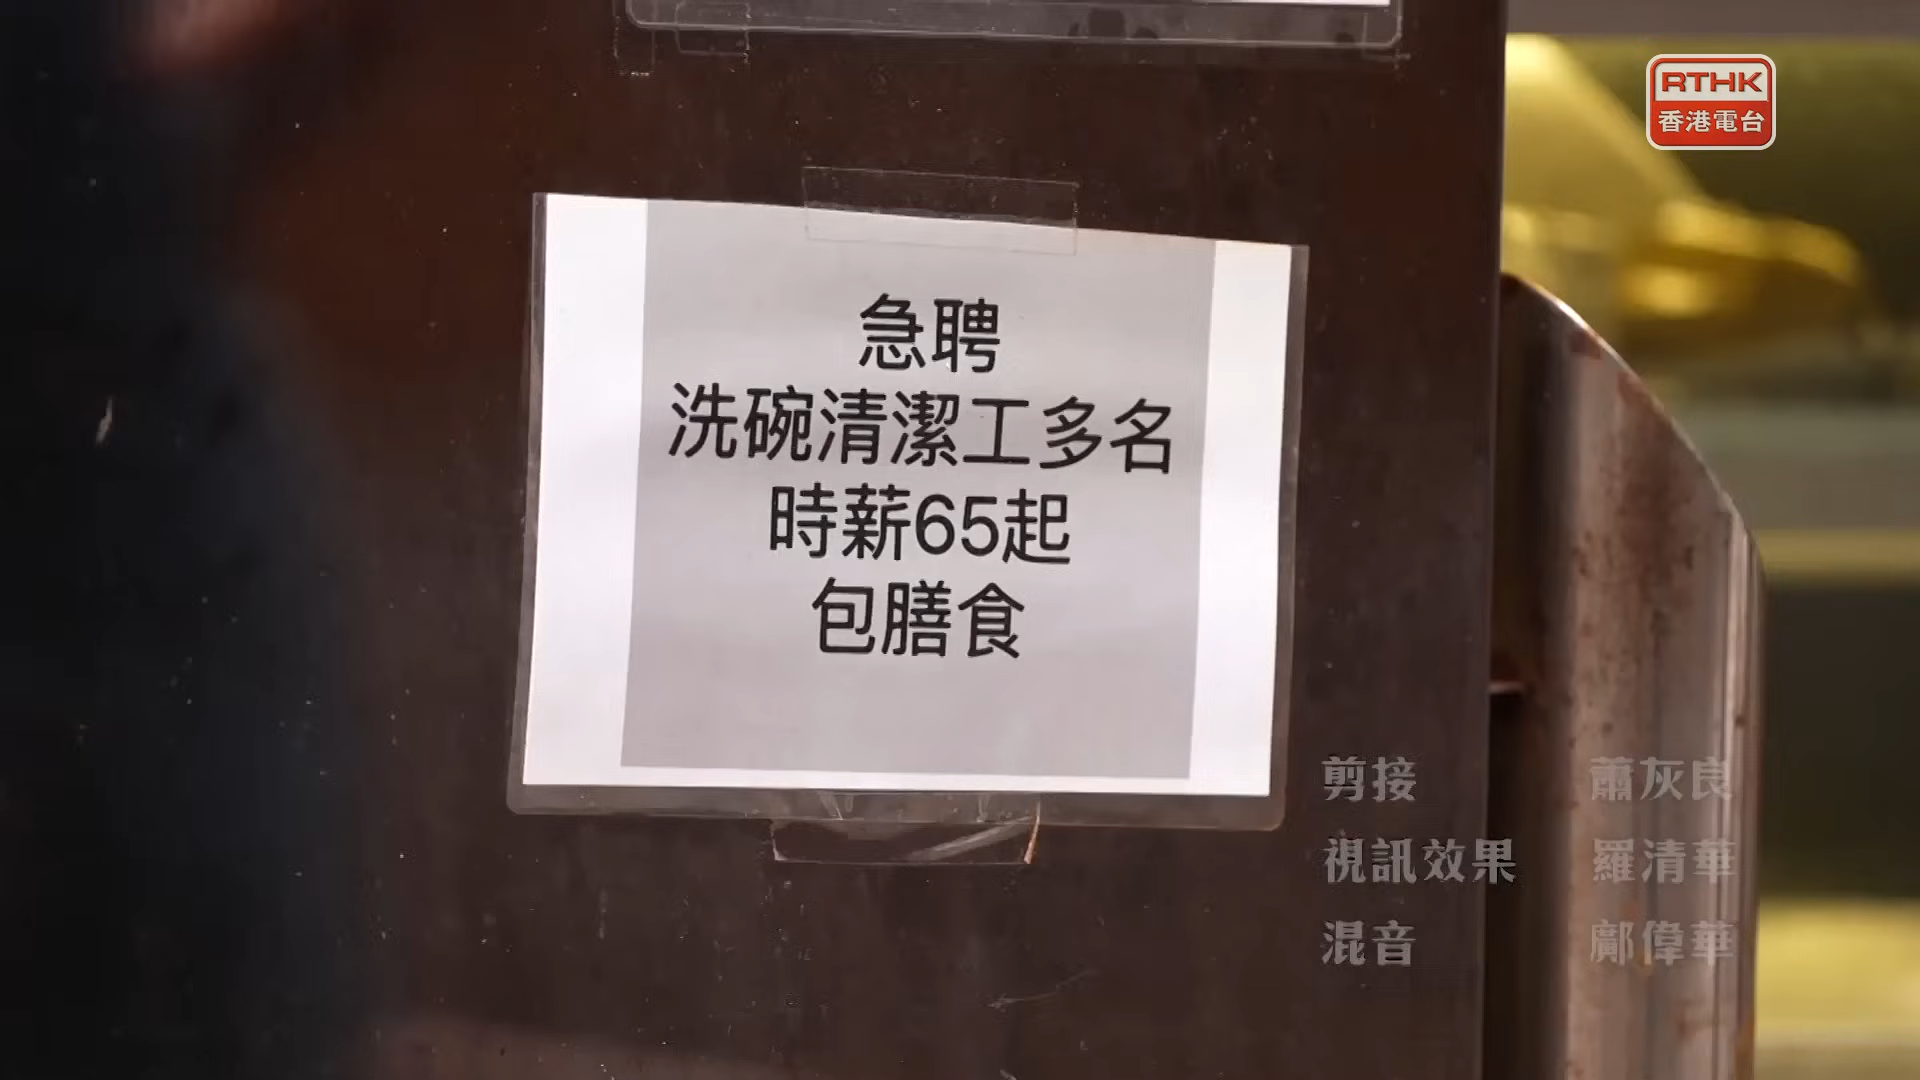 RTHK
香港電台
急聘
洗碗清潔工多名
時薪65起
包膳食
剪接 蕭灰良
視訊效果 羅清華
混音 鄺偉華